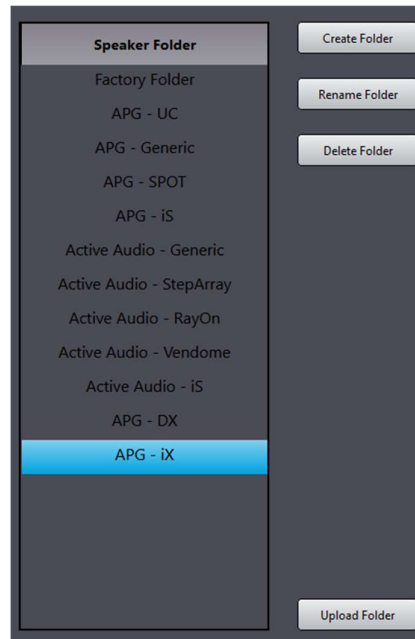 Speaker Folder
Factory Folder
APG - UC
APG - Generic
APG - SPOT
APG - iS
Active Audio - Generic
Active Audio - StepArray
Active Audio - RayOn
Active Audio - Vendome
Active Audio - iS
APG - DX
APG - iX
Create Folder
Rename Folder
Delete Folder
Upload Folder